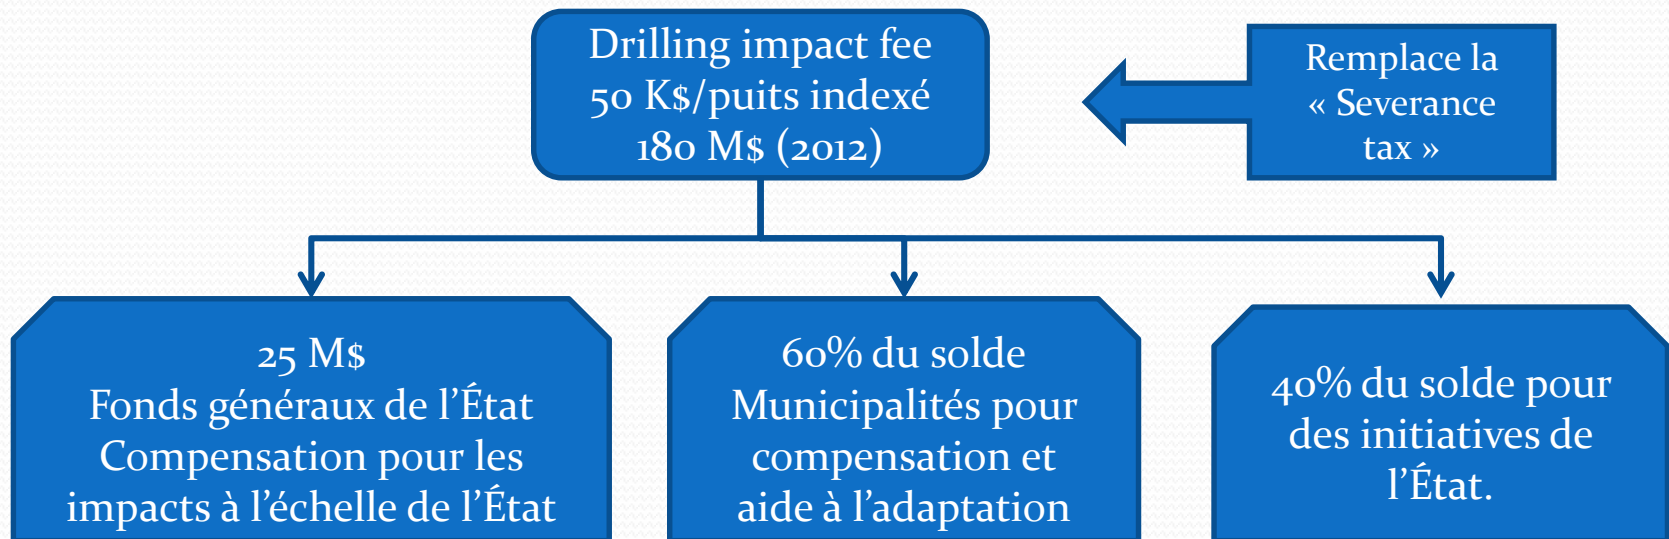 Drilling impact fee
50 K$/puits indexé
180 M$ (2012)
Remplace la
« Severance
tax »
25 M$
Fonds généraux de l’État
Compensation pour les
impacts à l’échelle de l’État
60% du solde
Municipalités pour
compensation et
aide à l’adaptation
40% du solde pour
des initiatives de
l’État.